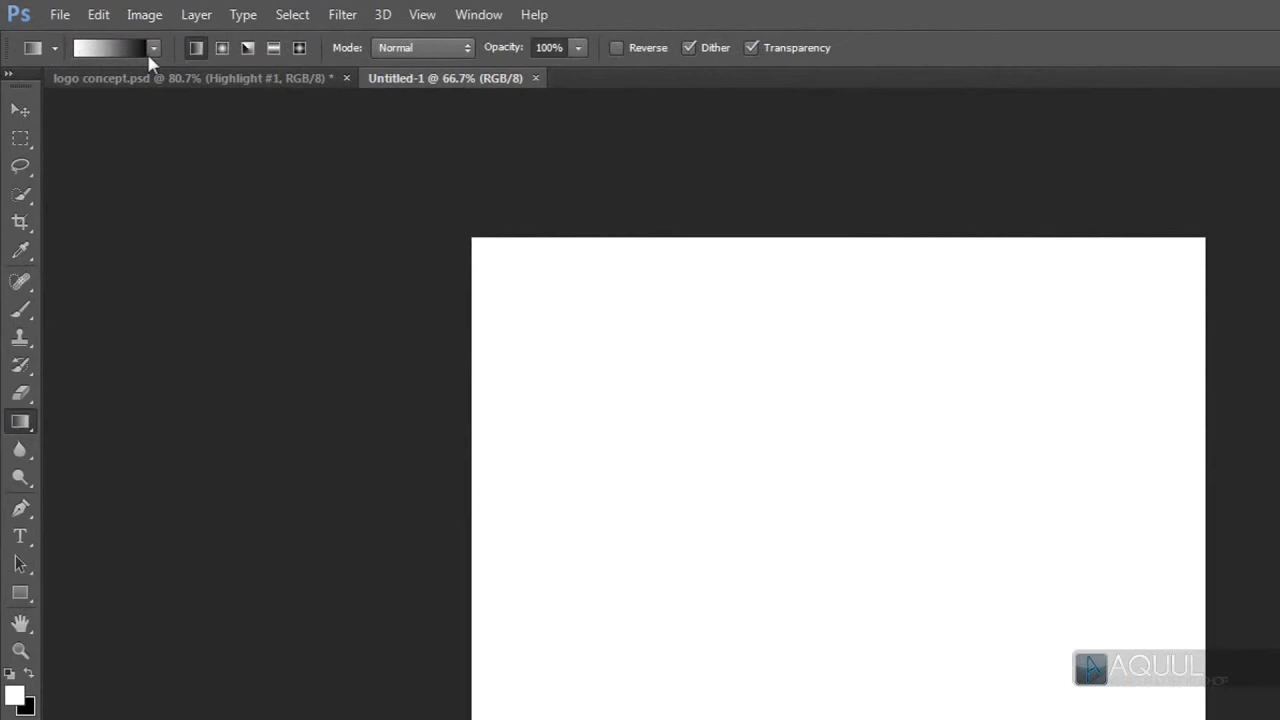 Ps File Edit Image Layer Type Select Filter 3D View Window Help
Mode: Normal Opacity: 100% Reverse Dither Transparency
logo concept.psd @ 80.7% (Highlight #1, RGB/8) * × Untitled-1 @ 66.7% (RGB/8) ×
T
AQUUL